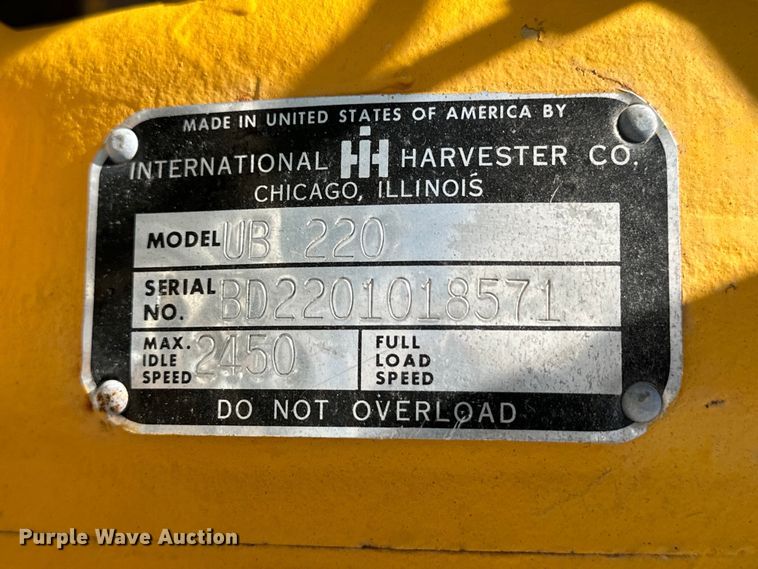 MADE IN UNITED STATES OF AMERICA BY
INTERNATIONAL IH HARVESTER CO.
CHICAGO, ILLINOIS
MODEL UB 220
SERIAL NO. BD2201018571
MAX. IDLE SPEED 2450
FULL LOAD SPEED
DO NOT OVERLOAD
Purple Wave Auction